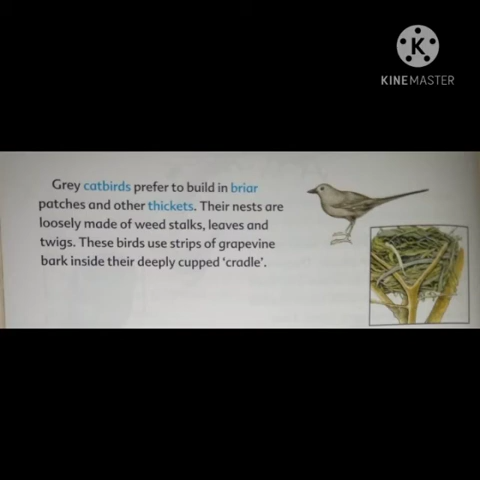 K
KINEMASTER
Grey catbirds prefer to build in briar
patches and other thickets. Their nests are
loosely made of weed stalks, leaves and
twigs. These birds use strips of grapevine
bark inside their deeply cupped 'cradle'.